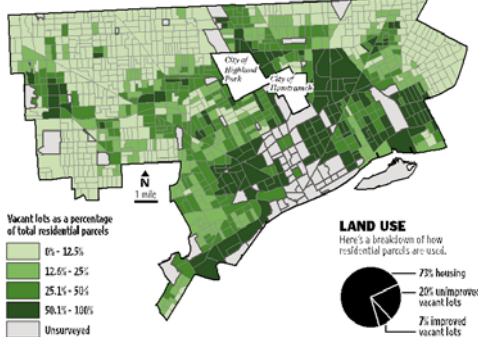 City of
Highland
Park
City of
Hamtramck
N
1 mile
Vacant lots as a percentage
of total residential parcels
0% - 12.5%
12.6% - 25%
25.1% - 50%
50.1% - 100%
Unsurveyed
LAND USE
Here's a breakdown of how
residential parcels are used.
73% housing
20% unimproved
vacant lots
7% improved
vacant lots